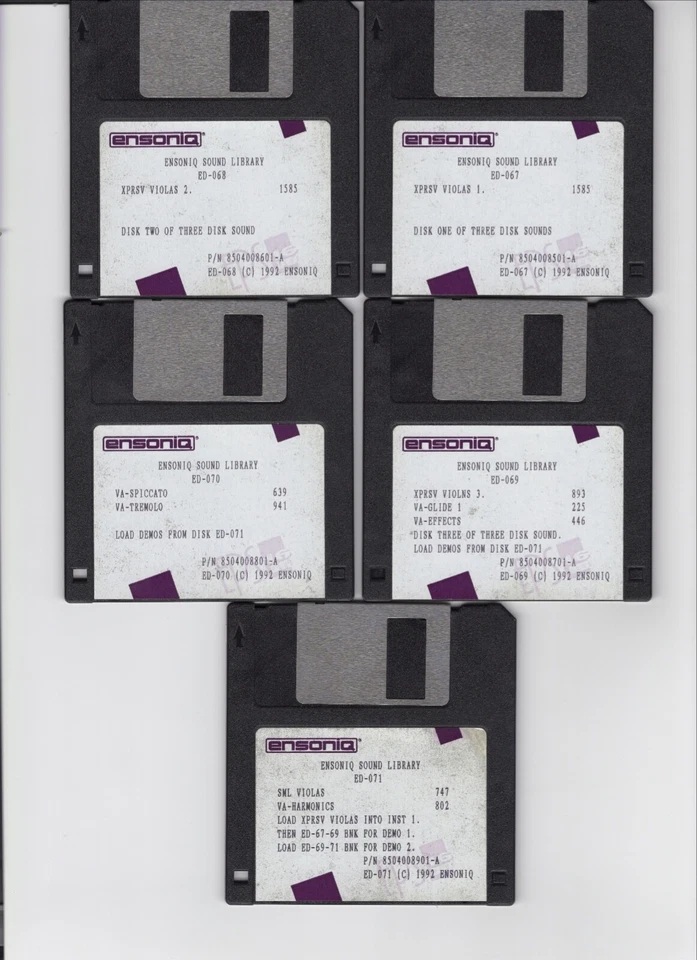 ensoniq®
ENSONIQ SOUND LIBRARY
ED-068
XPRSV VIOLAS 2. 1585
DISK TWO OF THREE DISK SOUND
P/N 8504008601-A
ED-068 (C) 1992 ENSONIQ
ensoniq®
ENSONIQ SOUND LIBRARY
ED-067
XPRSV VIOLAS 1. 1585
DISK ONE OF THREE DISK SOUNDS
P/N 8504008501-A
ED-067 (C) 1992 ENSONIQ
ensoniq®
ENSONIQ SOUND LIBRARY
ED-070
VA-SPICCATO 639
VA-TREMOLO 941
LOAD DEMOS FROM DISK ED-071
P/N 8504008801-A
ED-070 (C) 1992 ENSONIQ
ensoniq®
ENSONIQ SOUND LIBRARY
ED-069
XPRSV VIOLNS 3. 893
VA-GLIDE 1 225
VA-EFFECTS 446
"DISK THREE OF THREE DISK SOUND.
LOAD DEMOS FROM DISK ED-071
P/N 8504008701-A
ED-069 (C) 1992 ENSONIQ
ensoniq®
ENSONIQ SOUND LIBRARY
ED-071
SML VIOLAS 747
VA-HARMONICS 802
LOAD XPRSV VIOLAS INTO INST 1.
THEN ED-67-69 BNK FOR DEMO 1.
LOAD ED-69-71 BNK FOR DEMO 2.
P/N 8504008901-A
ED-071 (C) 1992 ENSONIQ